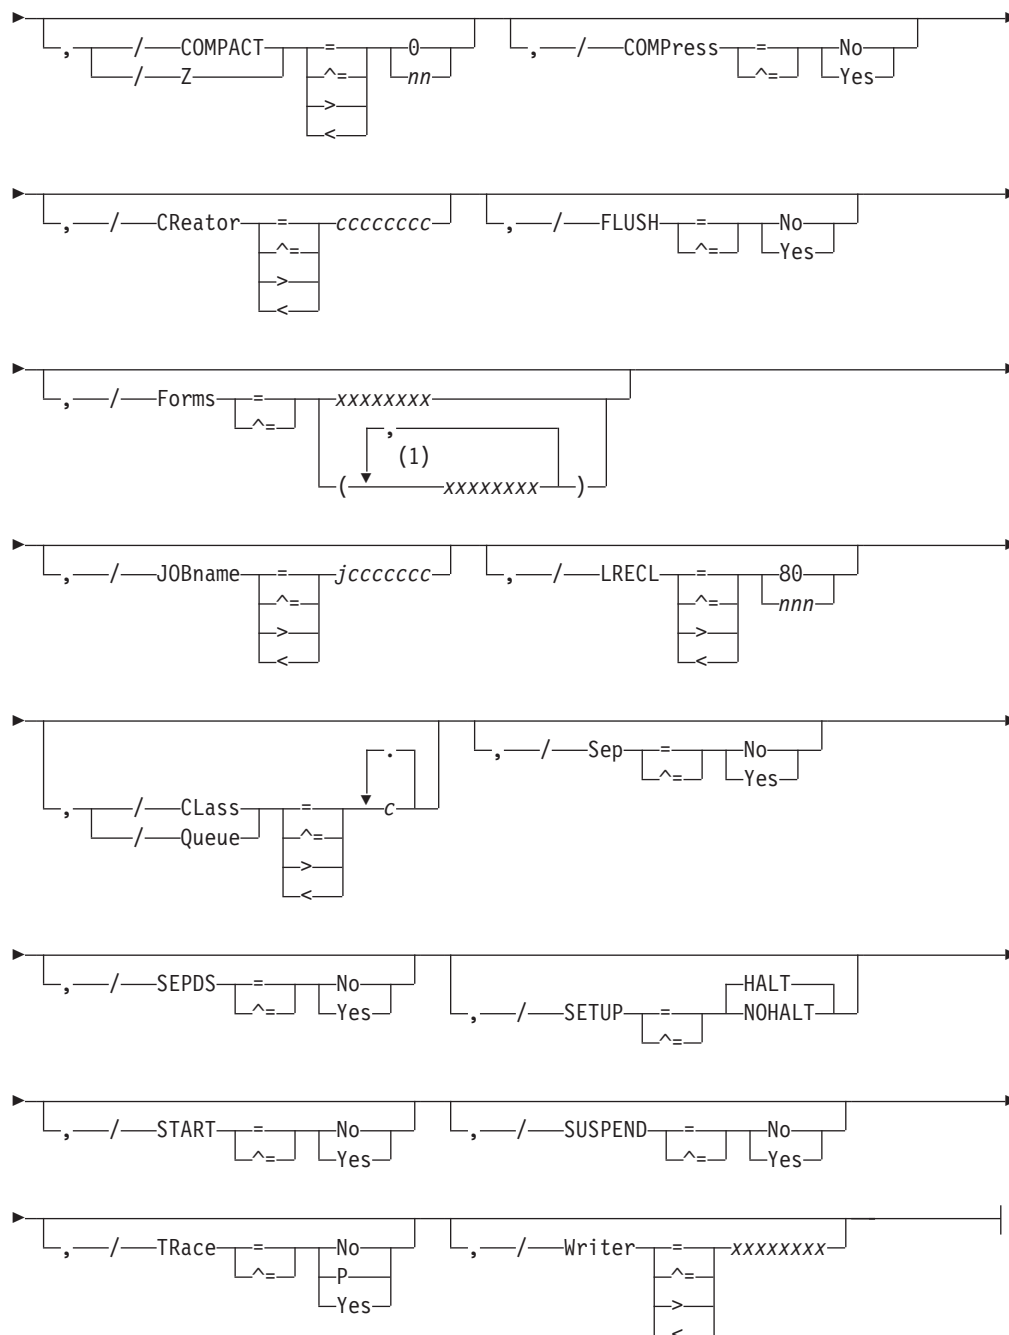 , / COMPACT = 0 , / COMPress = No
/ Z ^= nn ^= Yes
>
<
, / CReator = cccccccc , / FLUSH = No
^= ^= Yes
>
<
, / Forms = xxxxxxxx
^= ,
(1)
( xxxxxxxx )
, / JOBname = jccccccc , / LRECL = 80
^= ^= nnn
> >
< <
. , / Sep = No
^= Yes
, / CLass = c
/ Queue ^=
>
<
, / SEPDS = No HALT
^= Yes , / SETUP = NOHALT
^=
, / START = No , / SUSPEND = No
^= Yes ^= Yes
, / TRace = No , / Writer = xxxxxxxx
^= P ^=
Yes >
<